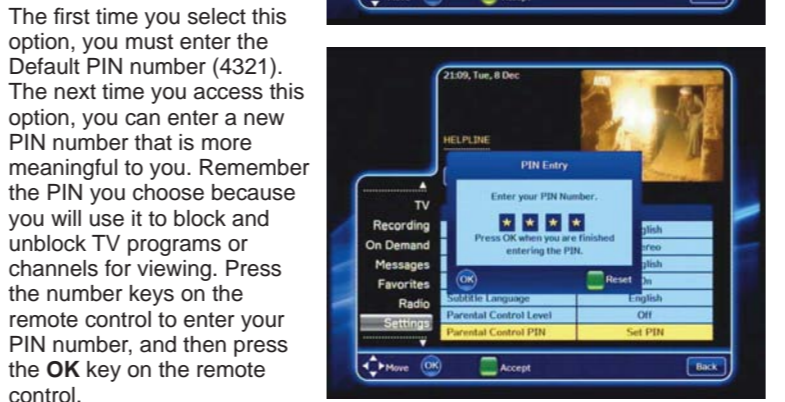 The first time you select this
option, you must enter the
Default PIN number (4321).
The next time you access this
option, you can enter a new
PIN number that is more
meaningful to you. Remember
the PIN you choose because
you will use it to block and
unblock TV programs or
channels for viewing. Press
the number keys on the
remote control to enter your
PIN number, and then press
the OK key on the remote
control.
21:09, Tue, 8 Dec
HELPLINE
PIN Entry
Enter your PIN Number.
★ ★ ★ ★
Press OK when you are finished
entering the PIN.
OK Reset
TV
Recording
On Demand
Messages
Favorites
Radio
Settings
glish
ereo
glish
On
Subtitle Language English
Parental Control Level Off
Parental Control PIN Set PIN
Move OK Accept Back